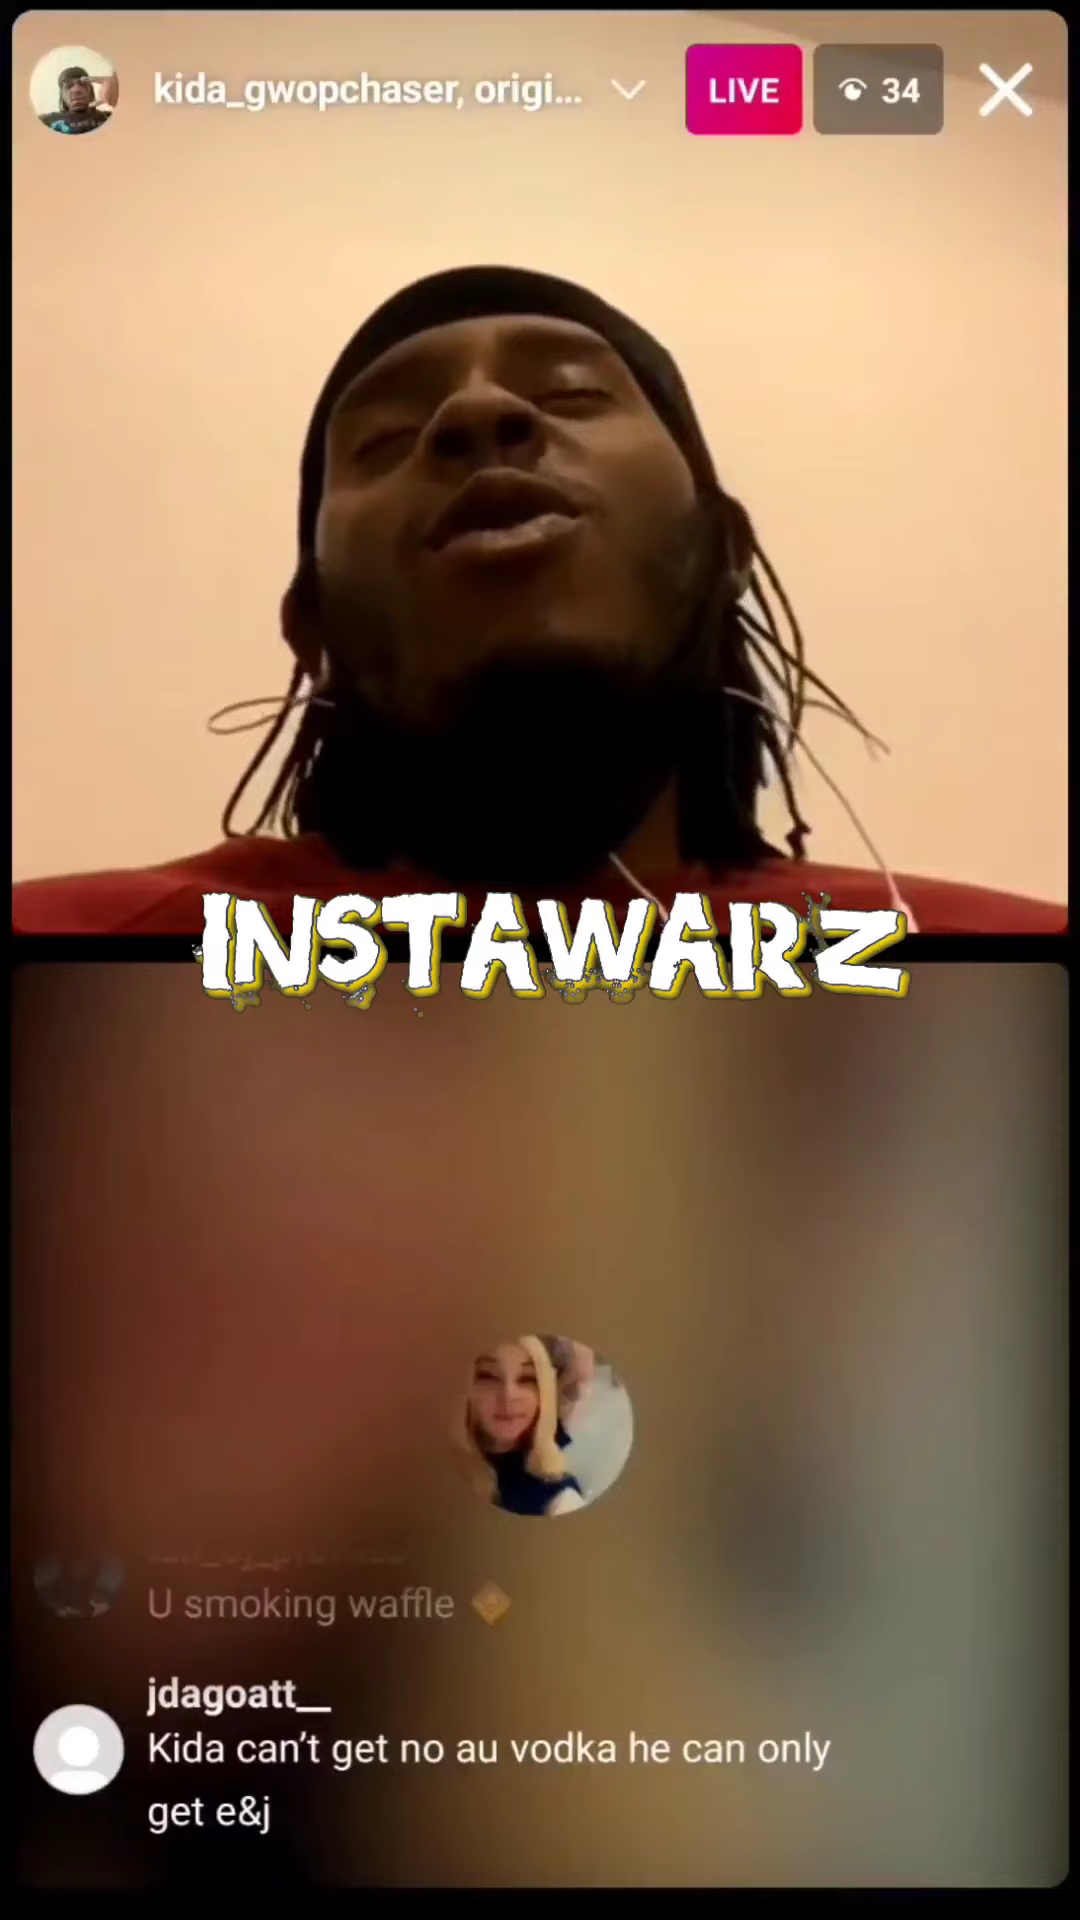 kida_gwopchaser, origi...
LIVE
34
INSTAWARZ
U smoking waffle
jdagoatt__
Kida can’t get no au vodka he can only
get e&j